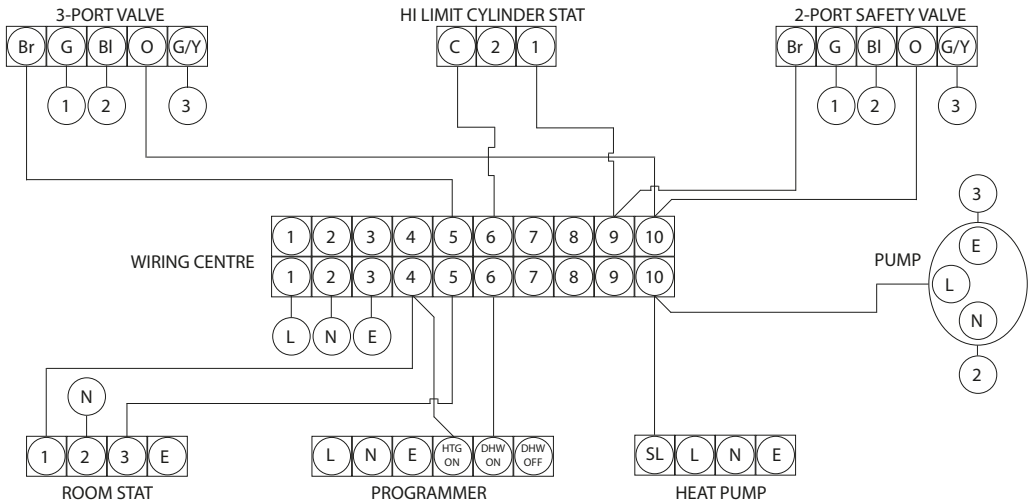 3-PORT VALVE
HI LIMIT CYLINDER STAT
2-PORT SAFETY VALVE
Br G Bl O G/Y
C 2 1
Br G Bl O G/Y
1 2 3
1 2 3
3
1 2 3 4 5 6 7 8 9 10
E
WIRING CENTRE
PUMP
1 2 3 4 5 6 7 8 9 10
L
N
L N E
2
N
1 2 3 E
L N E HTG ON DHW ON DHW OFF
SL L N E
ROOM STAT
PROGRAMMER
HEAT PUMP